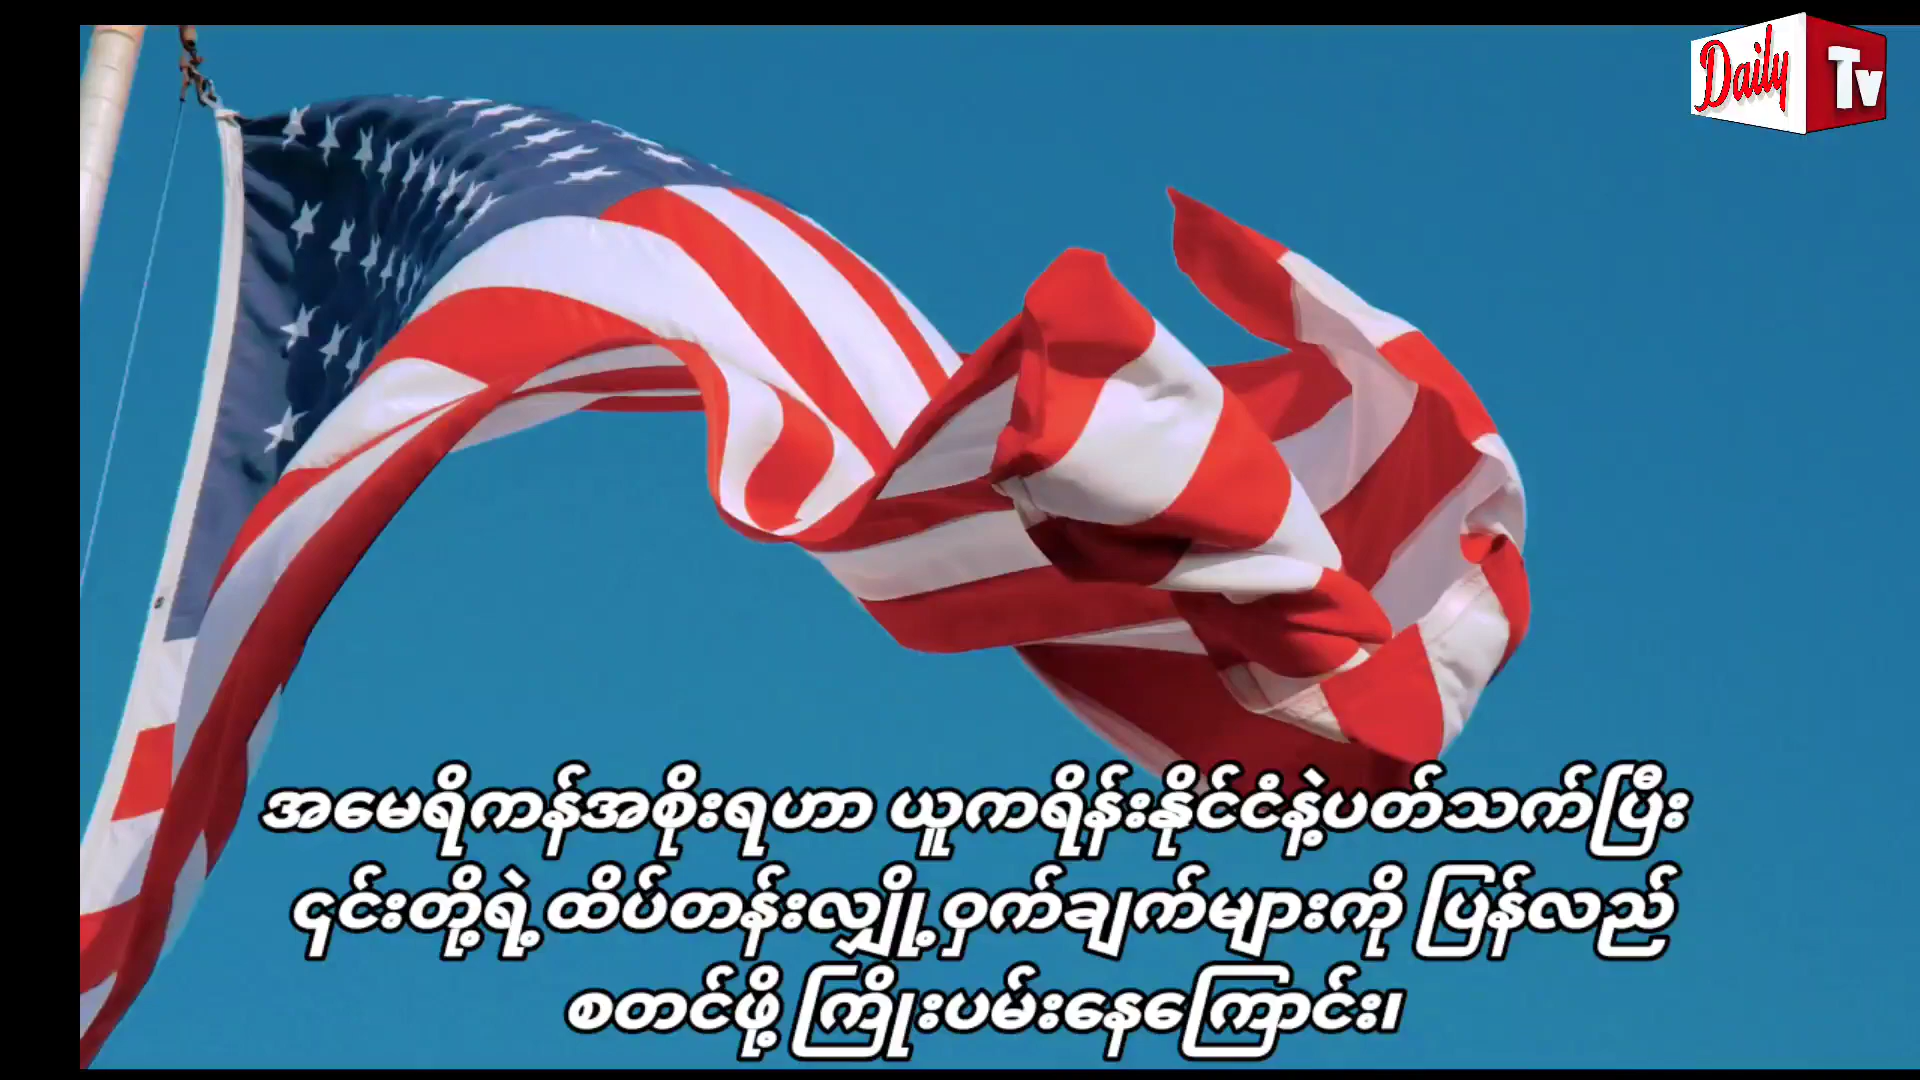 Daily Tv
အမေရိကန်အစိုးရဟာ ယူကရိန်းနိုင်ငံနဲ့ပတ်သက်ပြီး
၎င်းတို့ရဲ့ထိပ်တန်းလျှို့ဝှက်ချက်များကို ပြန်လည်
စတင်ဖို့ ကြိုးပမ်းနေကြောင်း၊